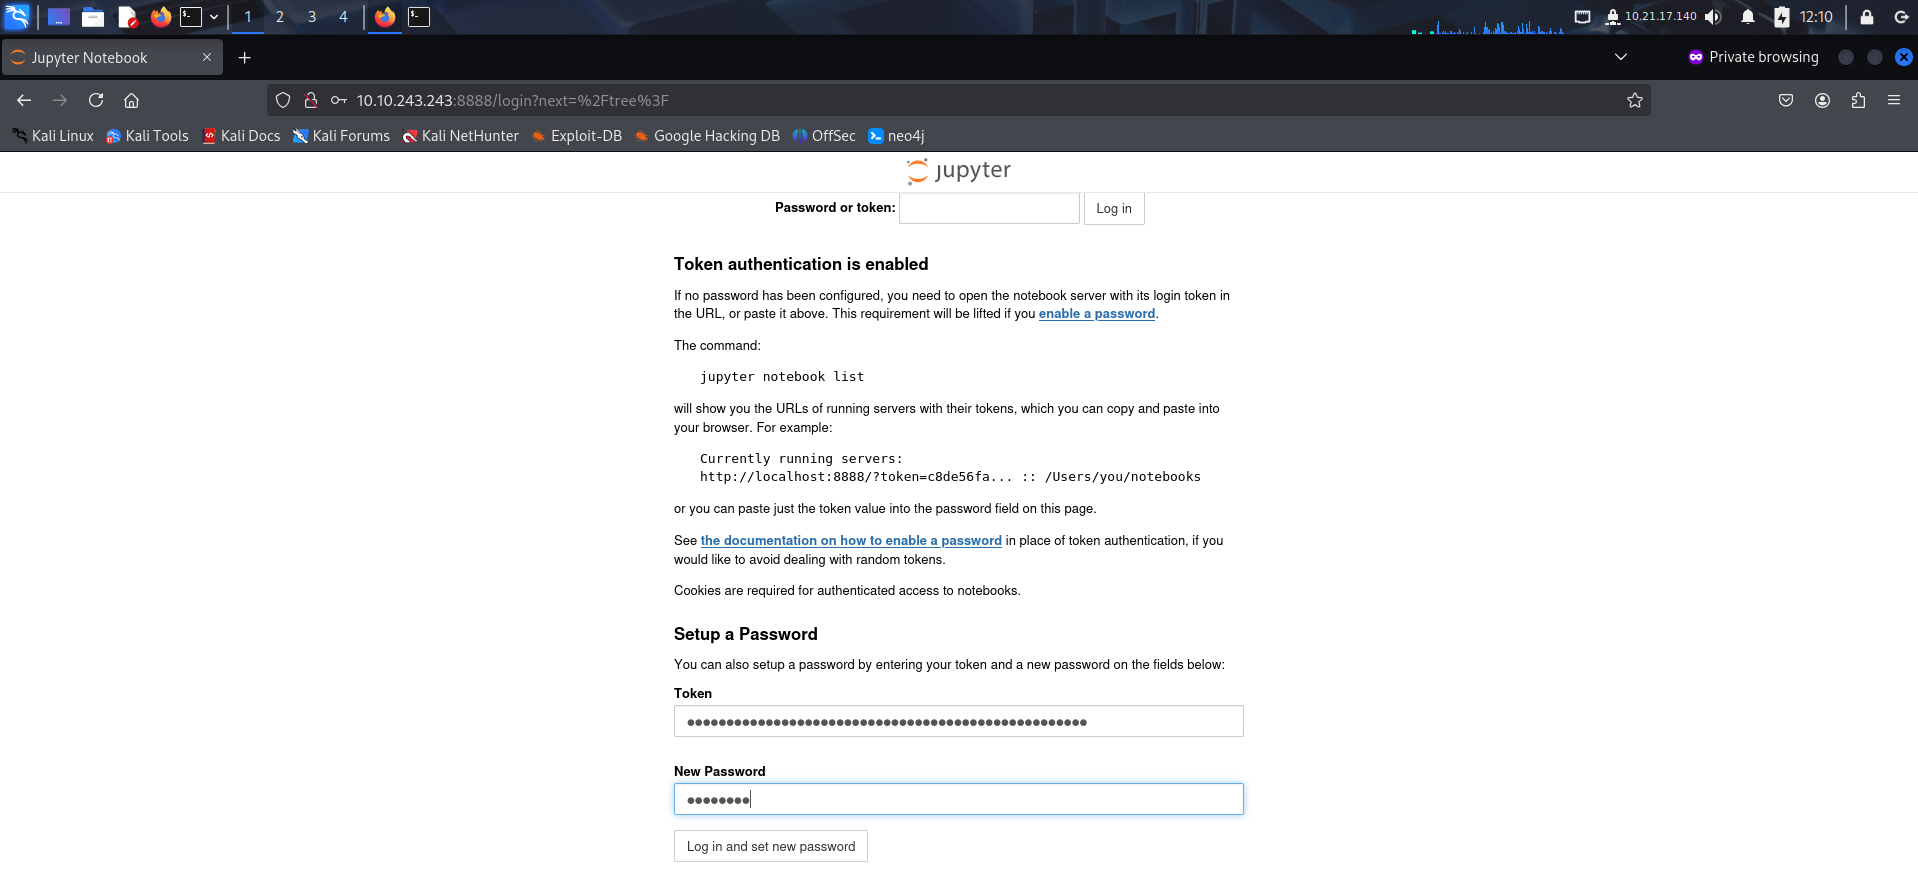 1 2 3 4 10.21.17.140 12:10
Jupyter Notebook Private browsing
10.10.243.243:8888/login?next=%2Ftree%3F
Kali Linux Kali Tools Kali Docs Kali Forums Kali NetHunter Exploit-DB Google Hacking DB OffSec neo4j
jupyter
Password or token: Log in
Token authentication is enabled
If no password has been configured, you need to open the notebook server with its login token in
the URL, or paste it above. This requirement will be lifted if you enable a password.
The command:
jupyter notebook list
will show you the URLs of running servers with their tokens, which you can copy and paste into
your browser. For example:
Currently running servers:
http://localhost:8888/?token=c8de56fa... :: /Users/you/notebooks
or you can paste just the token value into the password field on this page.
See the documentation on how to enable a password in place of token authentication, if you
would like to avoid dealing with random tokens.
Cookies are required for authenticated access to notebooks.
Setup a Password
You can also setup a password by entering your token and a new password on the fields below:
Token
New Password
Log in and set new password